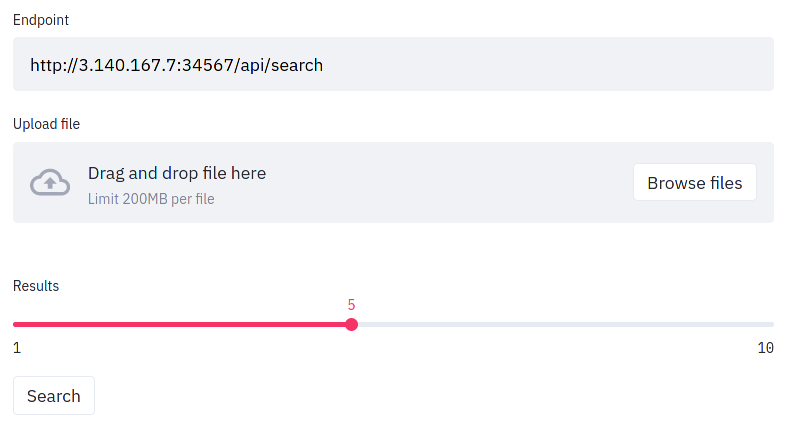 Endpoint
http://3.140.167.7:34567/api/search
Upload file
Drag and drop file here
Limit 200MB per file
Browse files
Results
5
1
10
Search